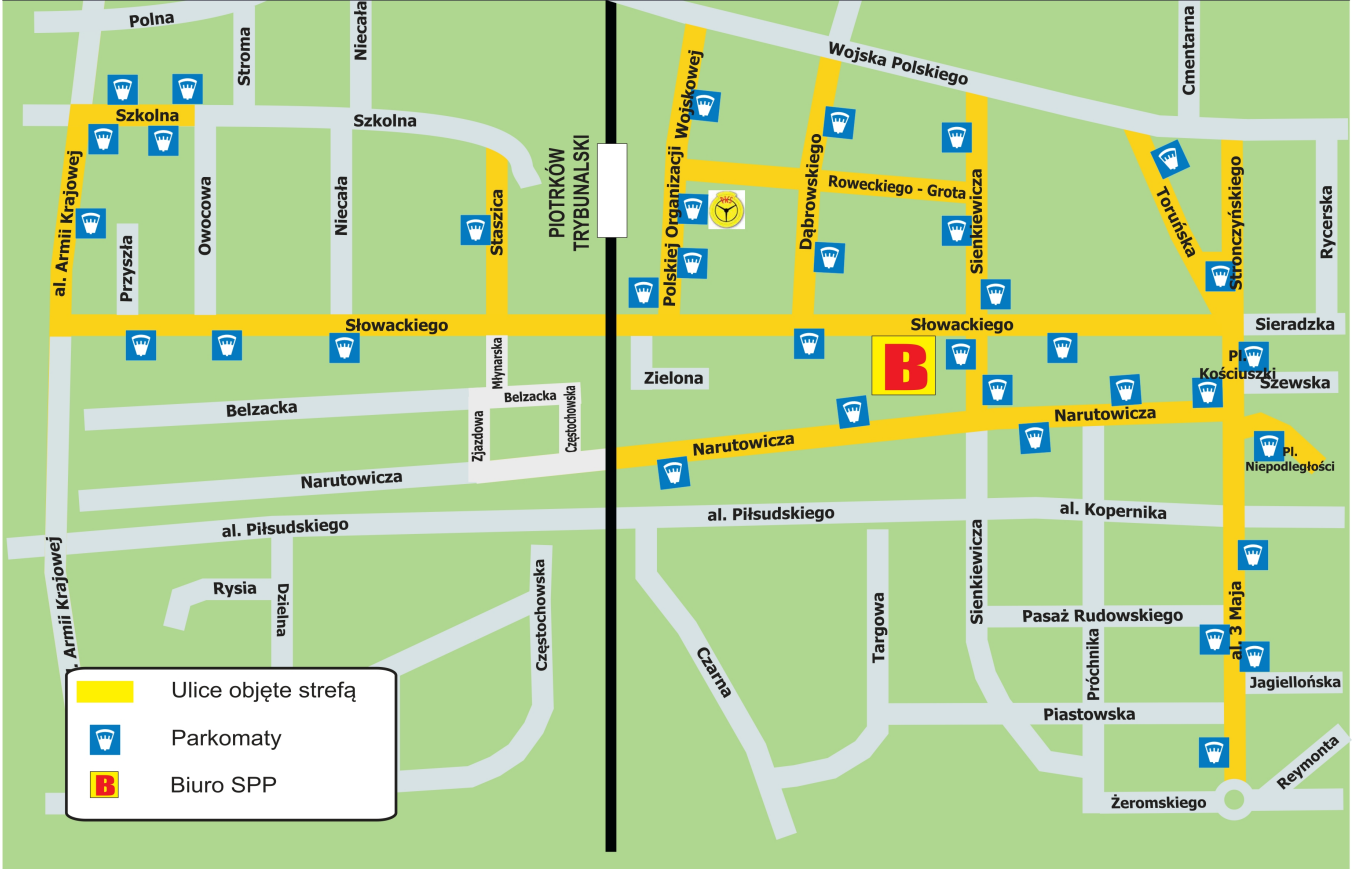 Polna
Stroma
Niecała
Wojska Polskiego
Cmentarna
Szkolna
Szkolna
al. Armii Krajowej
Przyszła
Owocowa
Niecała
Staszica
PIOTRKÓW
TRYBUNALSKI
Polskiej Organizacji Wojskowej
Dąbrowskiego
Roweckiego - Grota
Sienkiewicza
Toruńska
Stronczyńskiego
Rycerska
Słowackiego
Słowackiego
Sieradzka
Młynarska
Zielona
B
Pl.
Kościuszki
Szewska
Belzacka
Belzacka
Zjazdowa
Częstochowska
Narutowicza
Narutowicza
Narutowicza
Pl.
Niepodległości
al. Piłsudskiego
al. Piłsudskiego
al. Kopernika
. Armii Krajowej
Rysia
Dzielna
Częstochowska
Czarna
Targowa
Sienkiewicza
Pasaż Rudowskiego
Próchnika
al. 3 Maja
Jagiellońska
Piastowska
Reymonta
Żeromskiego
Ulice objęte strefą
Parkomaty
B
Biuro SPP